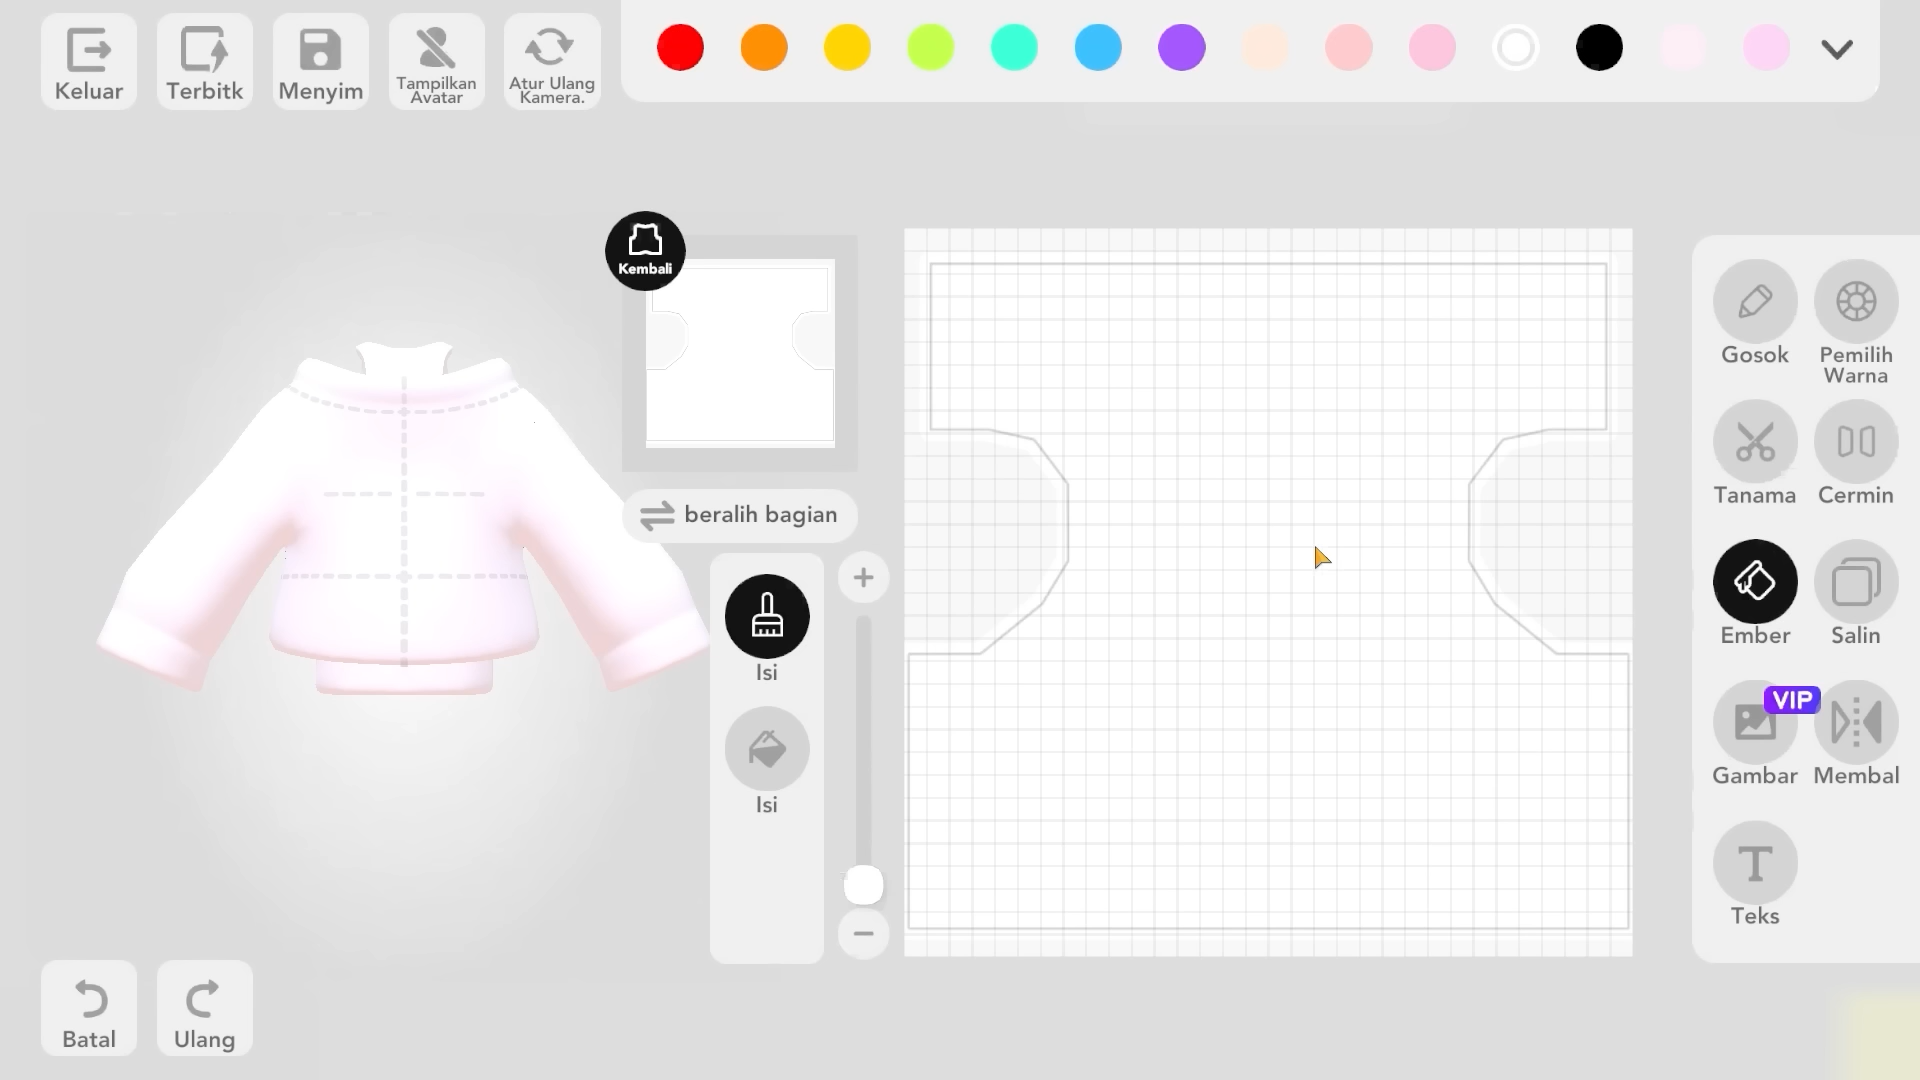 Keluar
Terbitk
Menyim
Tampilkan
Avatar
Atur Ulang
Kamera.
Kembali
beralih bagian
Isi
Isi
Gosok
Pemilih
Warna
Tanama
Cermin
Ember
Salin
VIP
Gambar
Membal
Teks
Batal
Ulang